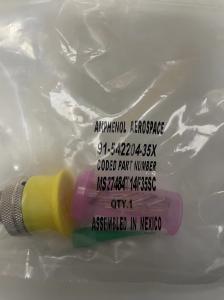 AMPHENOL AEROSPACE
91-542204-35X
CODED PART NUMBER
MS27484T14F35SC
QTY.1
ASSEMBLED IN MEXICO